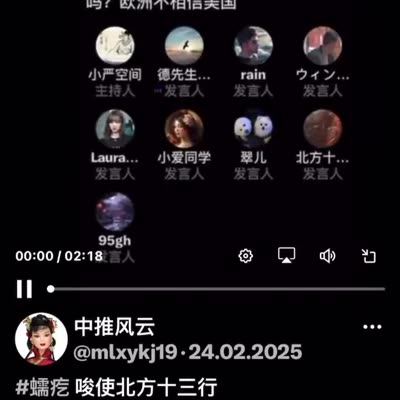 吗？欧洲不相信美国
小严空间 德先生... rain ウィン...
主持人 发言人 发言人 发言人
Laura... 小爱同学 翠儿 北方十...
发言人 发言人 发言人 发言人
95gh
发言人
00:00 / 02:18
中推风云
@mlxykj19·24.02.2025
#蠕疙 唆使北方十三行